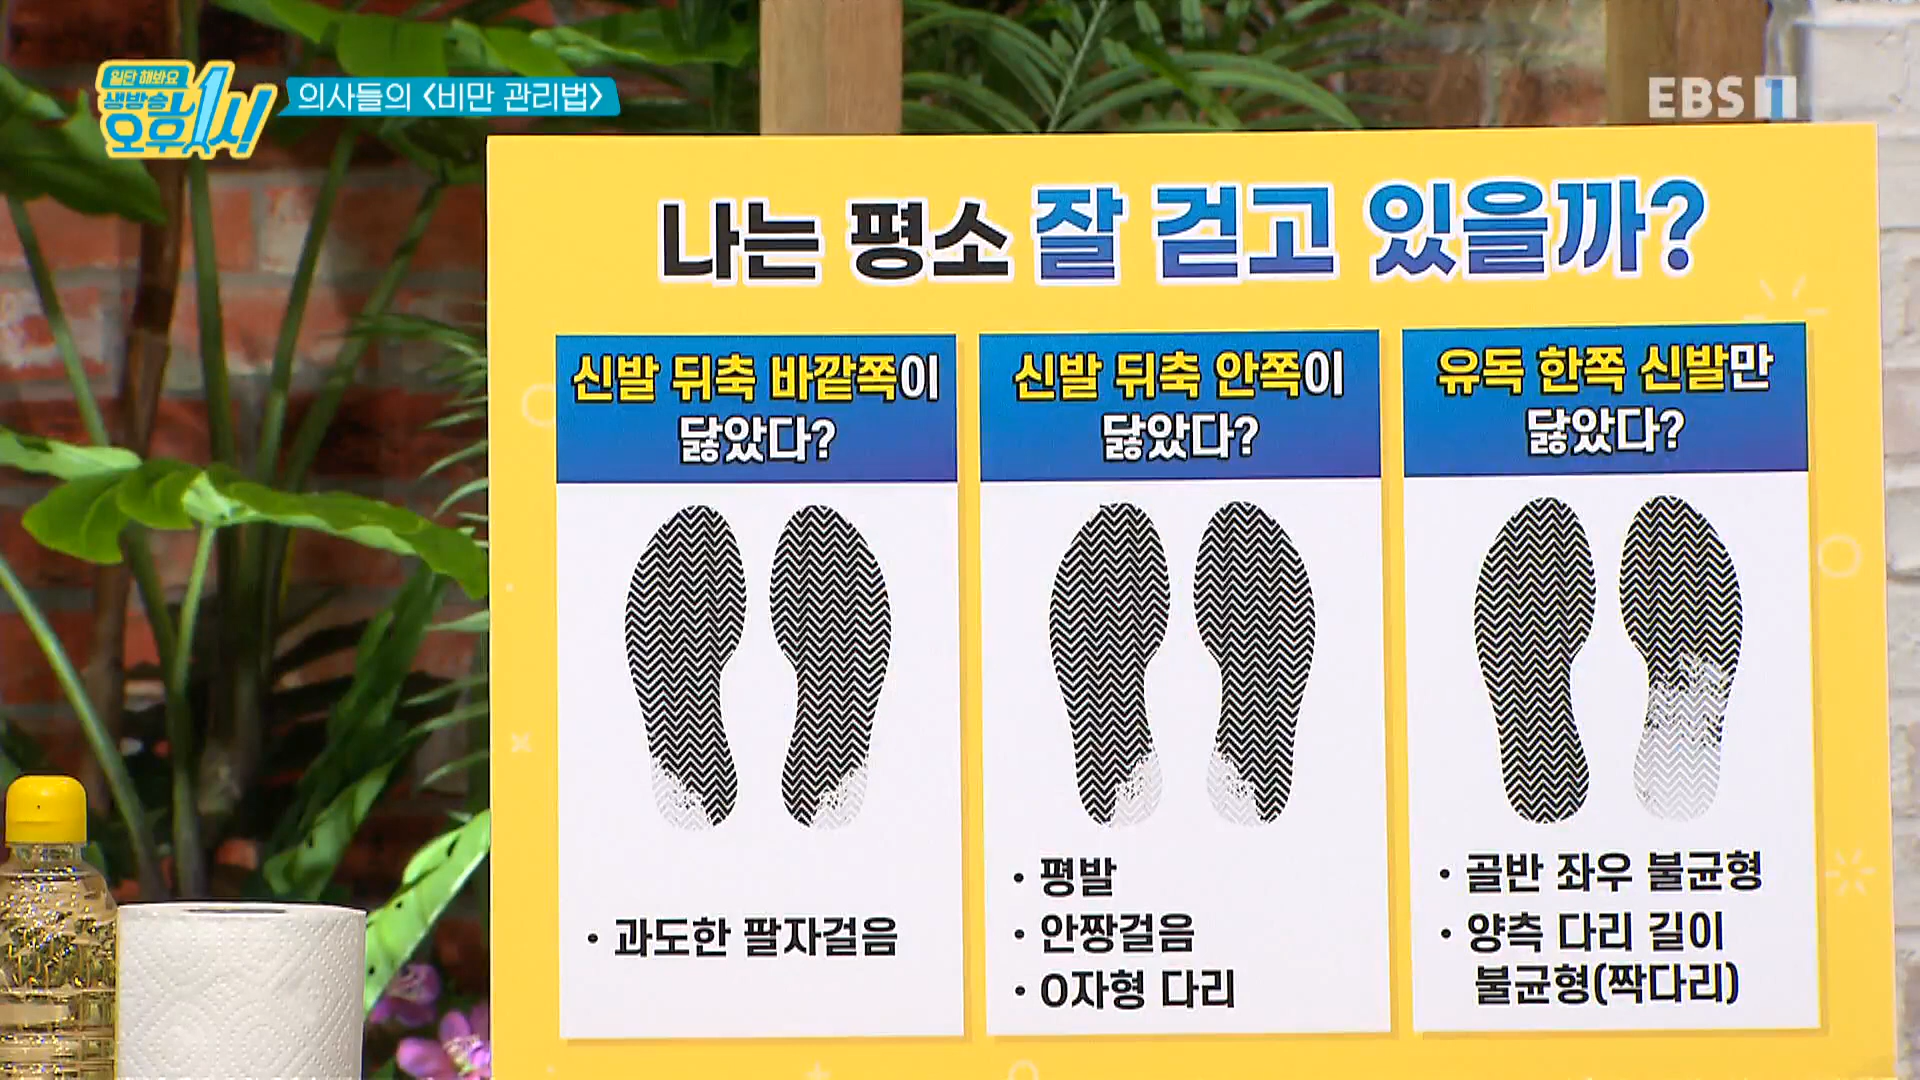 일단 해봐요
생방송
오후1시!
의사들의 <비만 관리법>
EBS 1
나는 평소 잘 걷고 있을까?
신발 뒤축 바깥쪽이
닳았다?
• 과도한 팔자걸음
신발 뒤축 안쪽이
닳았다?
• 평발
• 안짱걸음
• O자형 다리
유독 한쪽 신발만
닳았다?
• 골반 좌우 불균형
• 양측 다리 길이
불균형(짝다리)